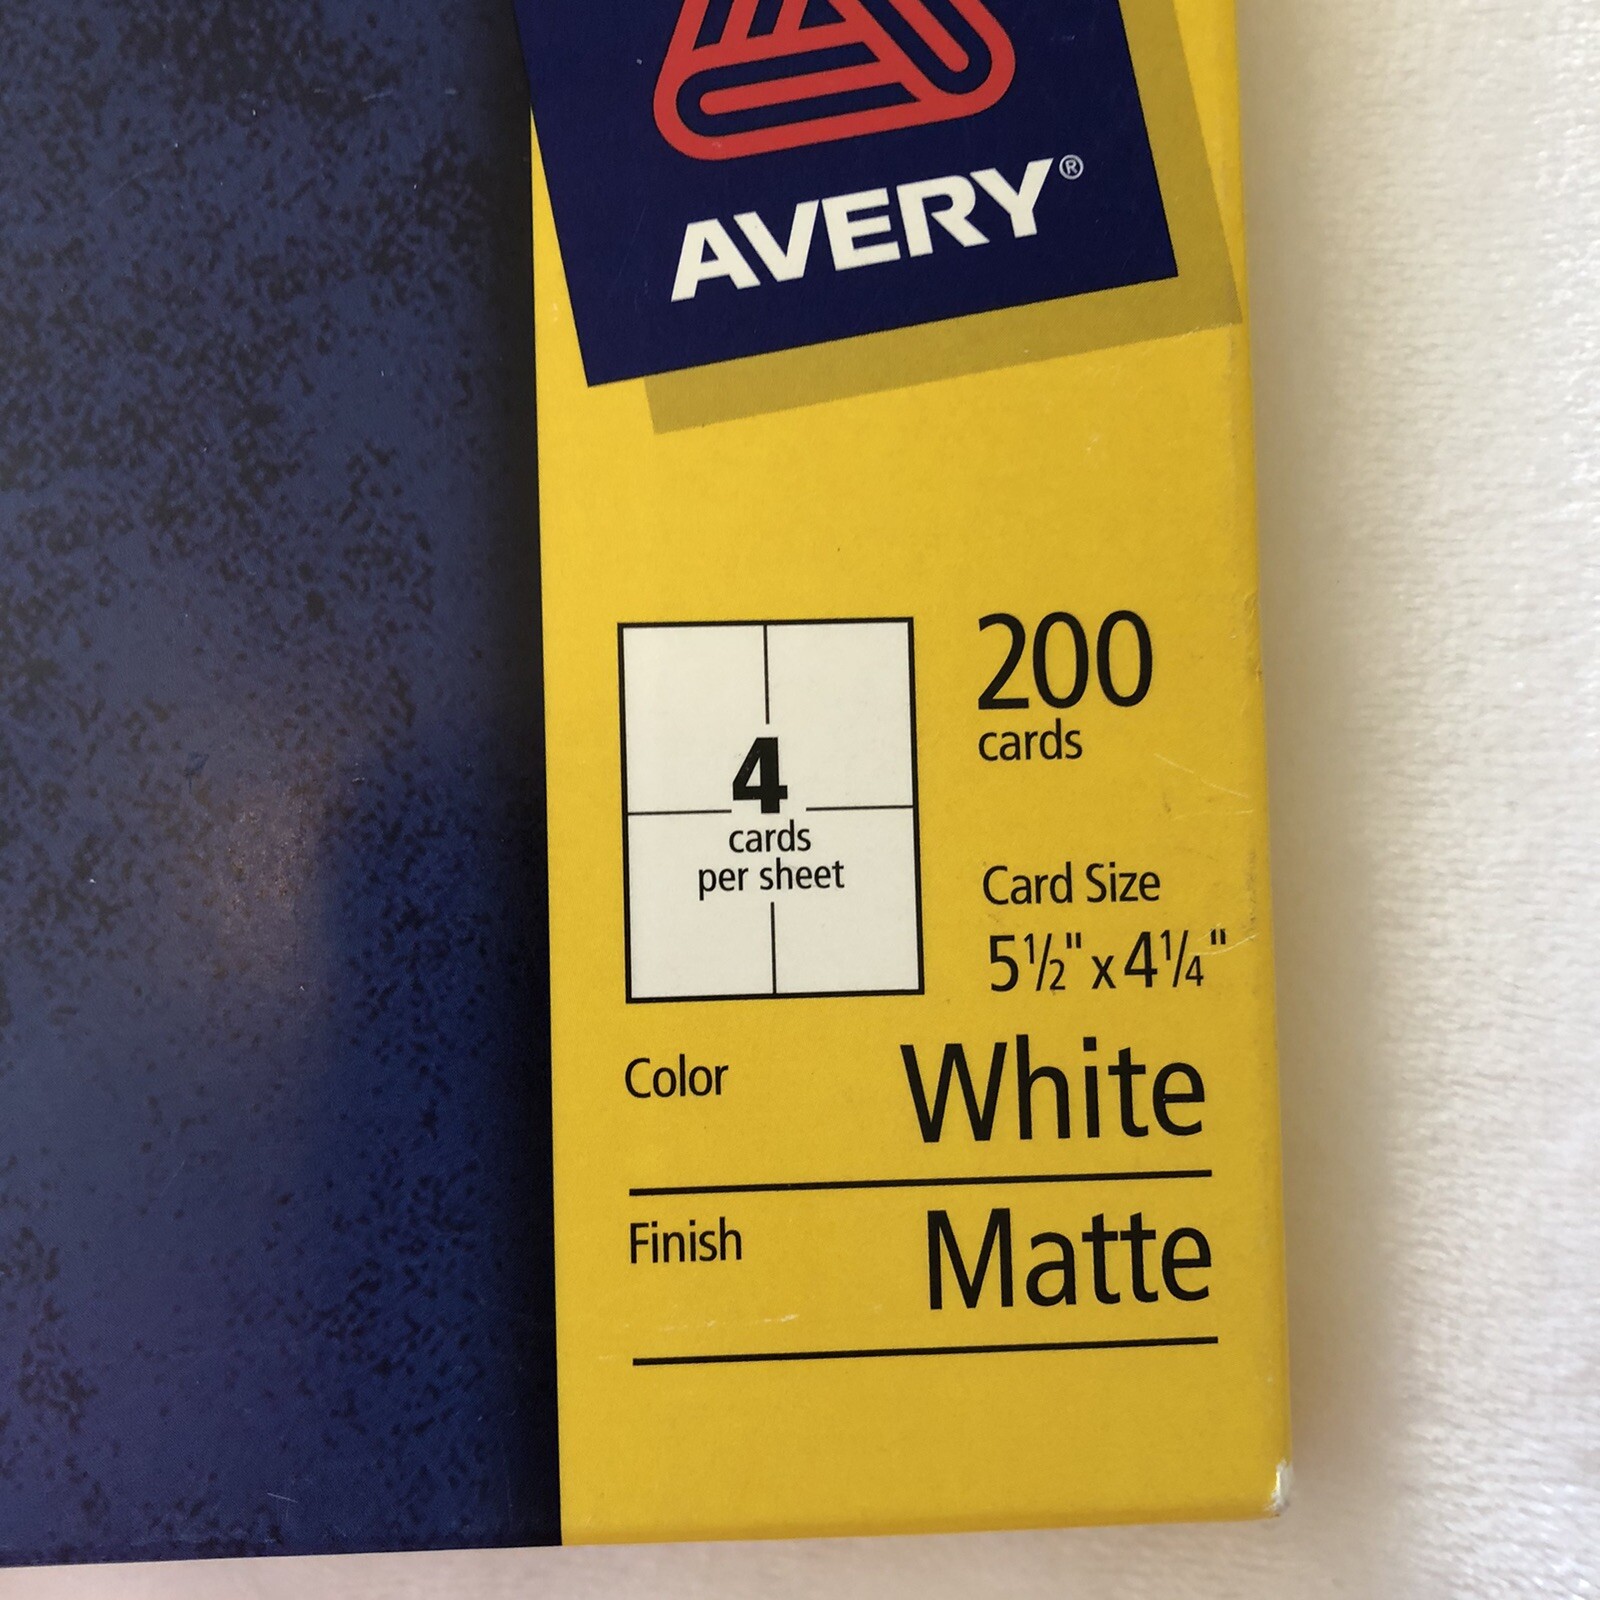 AVERY®
200
cards
4
cards
per sheet
Card Size
5½" x 4¼"
Color White
Finish Matte